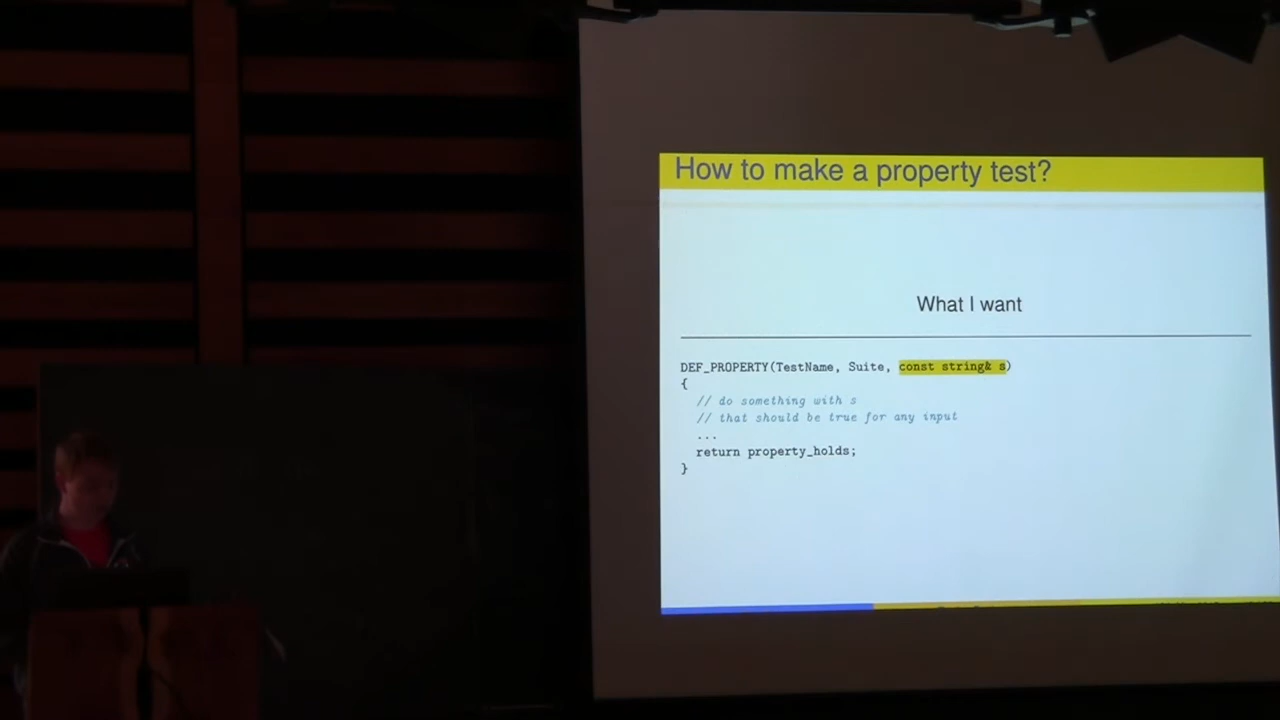 How to make a property test?
What I want
DEF_PROPERTY(TestName, Suite, const string& s)
{
// do something with s
// that should be true for any input
...
return property_holds;
}